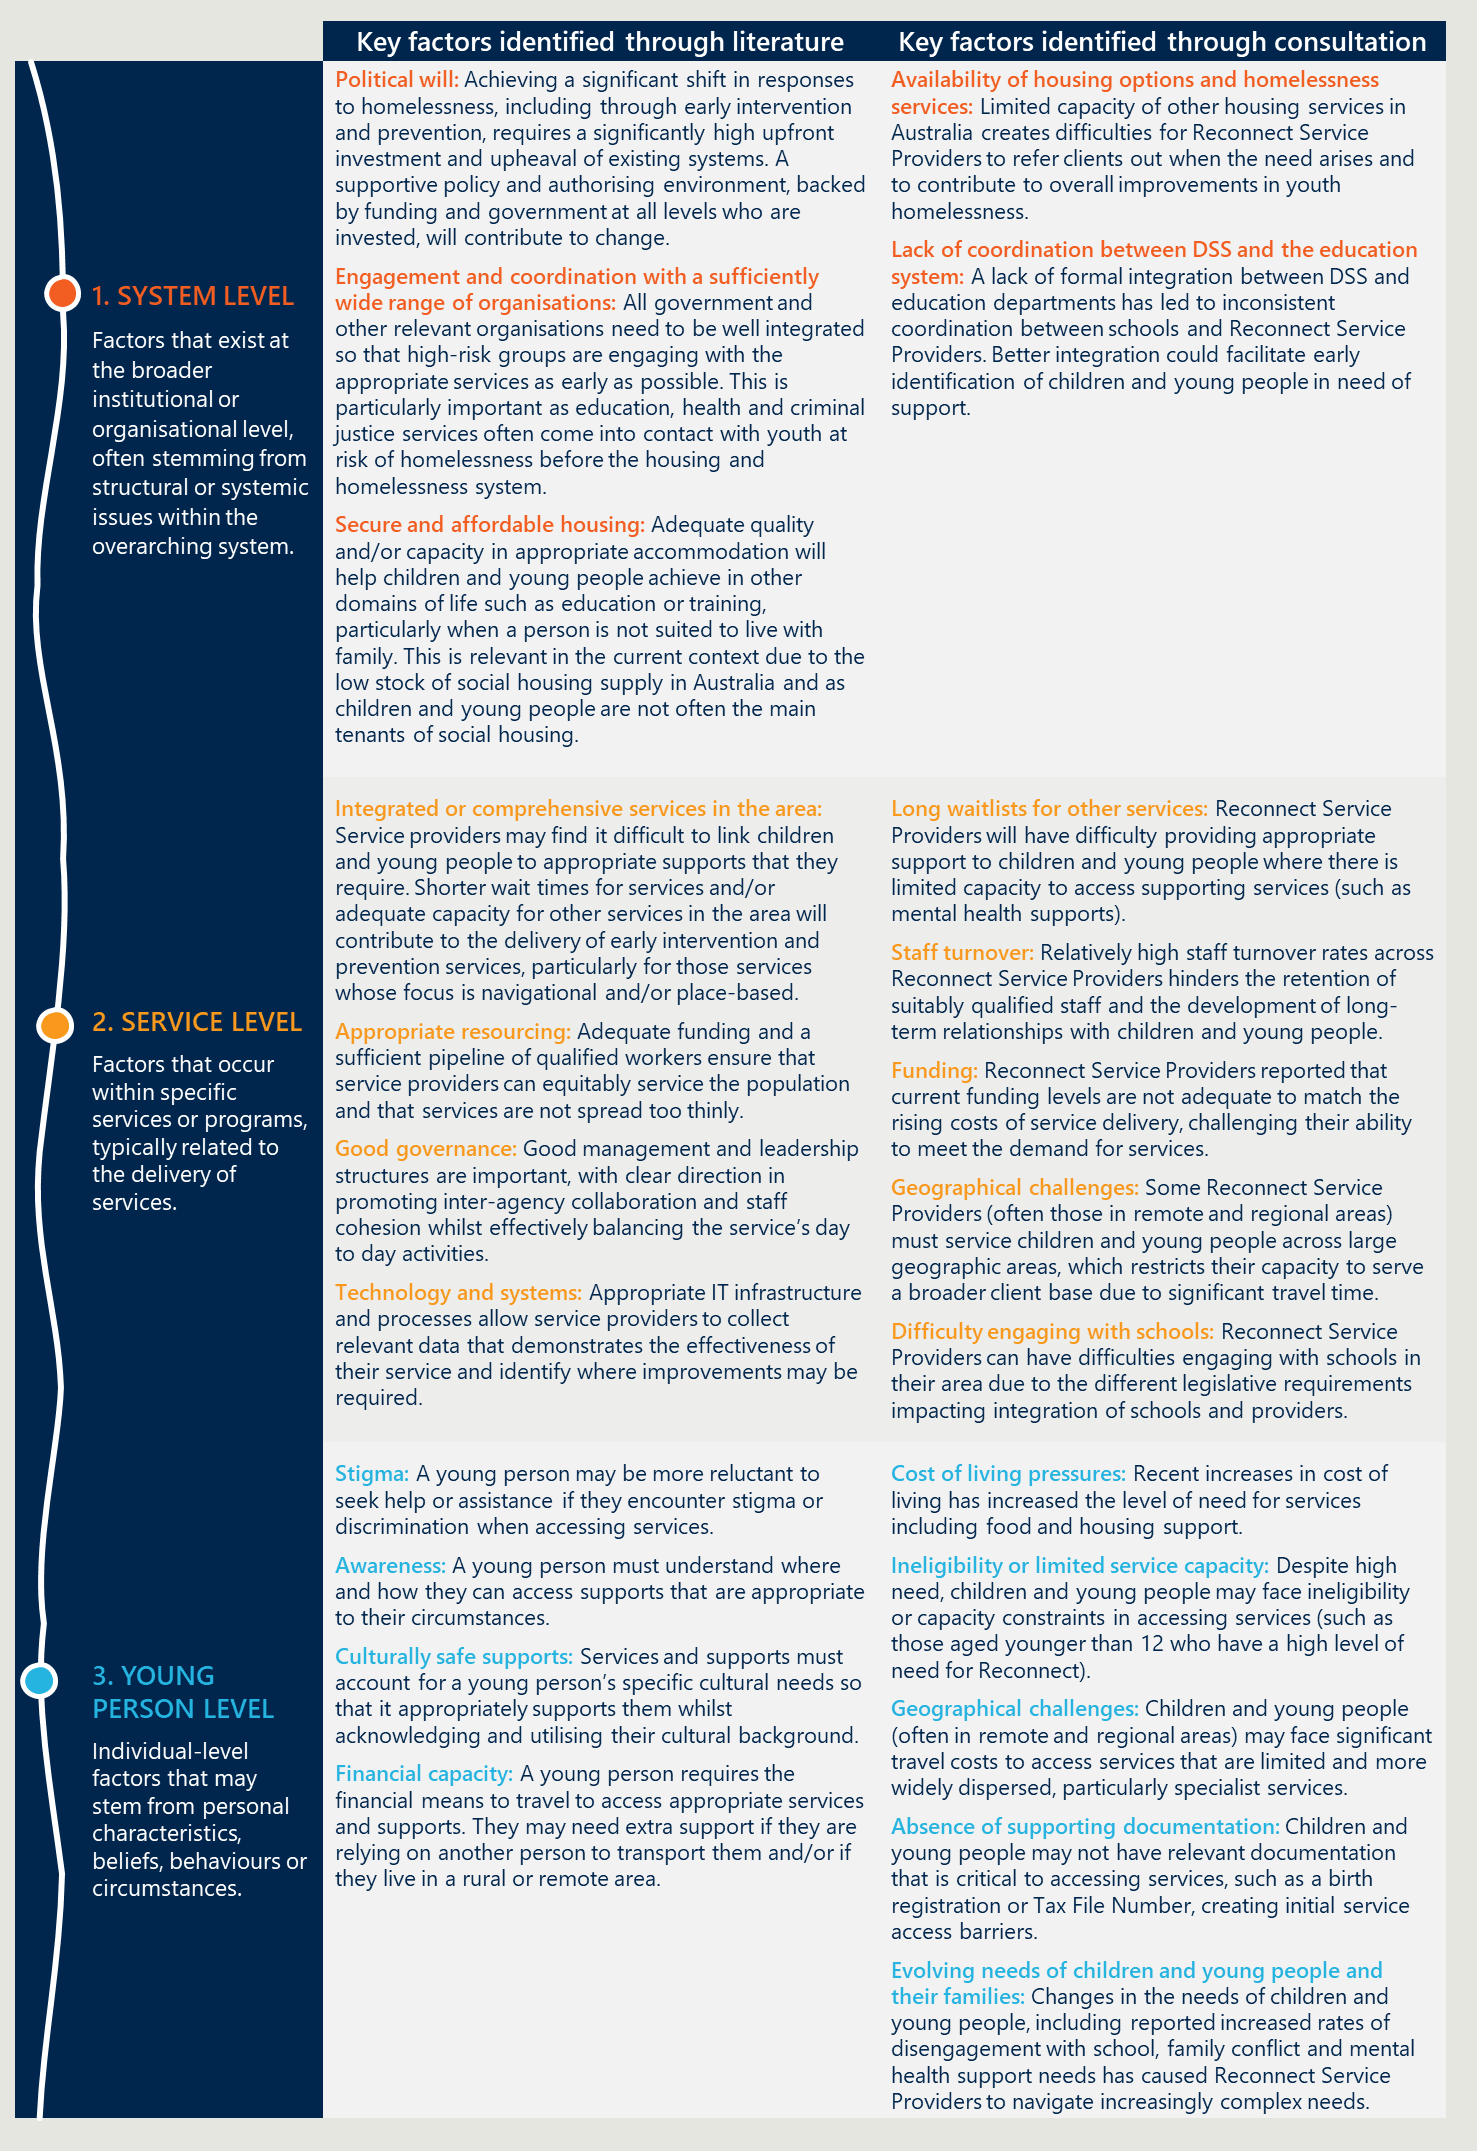 Key factors identified through literature
Key factors identified through consultation
1. SYSTEM LEVEL
Factors that exist at
the broader
institutional or
organisational level,
often stemming from
structural or systemic
issues within the
overarching system.
Political will: Achieving a significant shift in responses
to homelessness, including through early intervention
and prevention, requires a significantly high upfront
investment and upheaval of existing systems. A
supportive policy and authorising environment, backed
by funding and government at all levels who are
invested, will contribute to change.
Engagement and coordination with a sufficiently
wide range of organisations: All government and
other relevant organisations need to be well integrated
so that high-risk groups are engaging with the
appropriate services as early as possible. This is
particularly important as education, health and criminal
justice services often come into contact with youth at
risk of homelessness before the housing and
homelessness system.
Secure and affordable housing: Adequate quality
and/or capacity in appropriate accommodation will
help children and young people achieve in other
domains of life such as education or training,
particularly when a person is not suited to live with
family. This is relevant in the current context due to the
low stock of social housing supply in Australia and as
children and young people are not often the main
tenants of social housing.
Availability of housing options and homelessness
services: Limited capacity of other housing services in
Australia creates difficulties for Reconnect Service
Providers to refer clients out when the need arises and
to contribute to overall improvements in youth
homelessness.
Lack of coordination between DSS and the education
system: A lack of formal integration between DSS and
education departments has led to inconsistent
coordination between schools and Reconnect Service
Providers. Better integration could facilitate early
identification of children and young people in need of
support.
2. SERVICE LEVEL
Factors that occur
within specific
services or programs,
typically related to
the delivery of
services.
Integrated or comprehensive services in the area:
Service providers may find it difficult to link children
and young people to appropriate supports that they
require. Shorter wait times for services and/or
adequate capacity for other services in the area will
contribute to the delivery of early intervention and
prevention services, particularly for those services
whose focus is navigational and/or place-based.
Appropriate resourcing: Adequate funding and a
sufficient pipeline of qualified workers ensure that
service providers can equitably service the population
and that services are not spread too thinly.
Good governance: Good management and leadership
structures are important, with clear direction in
promoting inter-agency collaboration and staff
cohesion whilst effectively balancing the service's day
to day activities.
Technology and systems: Appropriate IT infrastructure
and processes allow service providers to collect
relevant data that demonstrates the effectiveness of
their service and identify where improvements may be
required.
Long waitlists for other services: Reconnect Service
Providers will have difficulty providing appropriate
support to children and young people where there is
limited capacity to access supporting services (such as
mental health supports).
Staff turnover: Relatively high staff turnover rates across
Reconnect Service Providers hinders the retention of
suitably qualified staff and the development of long-
term relationships with children and young people.
Funding: Reconnect Service Providers reported that
current funding levels are not adequate to match the
rising costs of service delivery, challenging their ability
to meet the demand for services.
Geographical challenges: Some Reconnect Service
Providers (often those in remote and regional areas)
must service children and young people across large
geographic areas, which restricts their capacity to serve
a broader client base due to significant travel time.
Difficulty engaging with schools: Reconnect Service
Providers can have difficulties engaging with schools in
their area due to the different legislative requirements
impacting integration of schools and providers.
3. YOUNG
PERSON LEVEL
Individual-level
factors that may
stem from personal
characteristics,
beliefs, behaviours or
circumstances.
Stigma: A young person may be more reluctant to
seek help or assistance if they encounter stigma or
discrimination when accessing services.
Awareness: A young person must understand where
and how they can access supports that are appropriate
to their circumstances.
Culturally safe supports: Services and supports must
account for a young person's specific cultural needs so
that it appropriately supports them whilst
acknowledging and utilising their cultural background.
Financial capacity: A young person requires the
financial means to travel to access appropriate services
and supports. They may need extra support if they are
relying on another person to transport them and/or if
they live in a rural or remote area.
Cost of living pressures: Recent increases in cost of
living has increased the level of need for services
including food and housing support.
Ineligibility or limited service capacity: Despite high
need, children and young people may face ineligibility
or capacity constraints in accessing services (such as
those aged younger than 12 who have a high level of
need for Reconnect).
Geographical challenges: Children and young people
(often in remote and regional areas) may face significant
travel costs to access services that are limited and more
widely dispersed, particularly specialist services.
Absence of supporting documentation: Children and
young people may not have relevant documentation
that is critical to accessing services, such as a birth
registration or Tax File Number, creating initial service
access barriers.
Evolving needs of children and young people and
their families: Changes in the needs of children and
young people, including reported increased rates of
disengagement with school, family conflict and mental
health support needs has caused Reconnect Service
Providers to navigate increasingly complex needs.